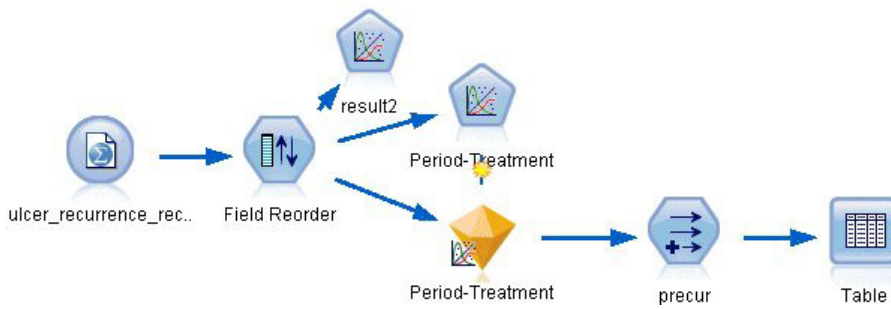 result2
Period-Treatment
ulcer_recurrence_rec..
Field Reorder
Period-Treatment
precur
Table